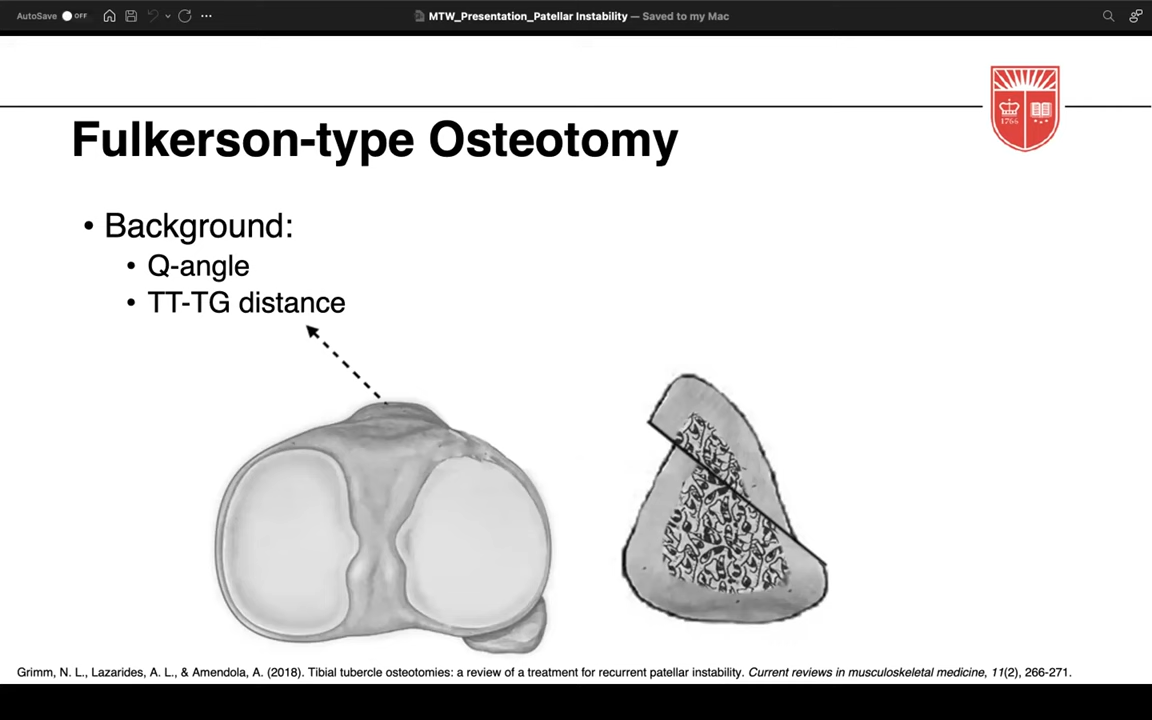 AutoSave OFF
MTW_Presentation_Patellar Instability — Saved to my Mac
1766
Fulkerson-type Osteotomy
• Background:
• Q-angle
• TT-TG distance
Grimm, N. L., Lazarides, A. L., & Amendola, A. (2018). Tibial tubercle osteotomies: a review of a treatment for recurrent patellar instability. Current reviews in musculoskeletal medicine, 11(2), 266-271.